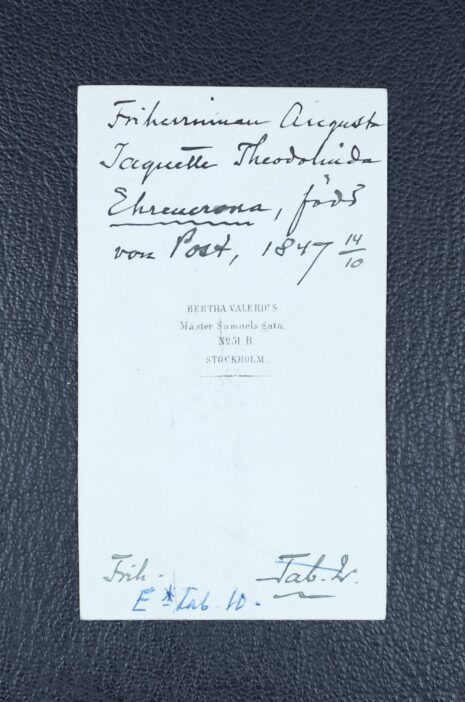 Friherrinnan Augusta
Jaquette Theodolinda
Ehrencrona, född
von Post, 1847 14/10
BERTHA VALERIUS
Mäster Samuels gata.
No 51 B
STOCKHOLM.
Frih. Tab. 2.
E* Tab. 10.